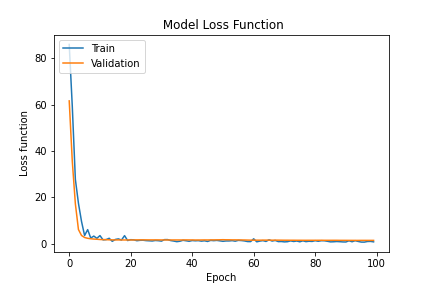 Model Loss Function
Train
Validation
Loss function
80
60
40
20
0
0 20 40 60 80 100
Epoch